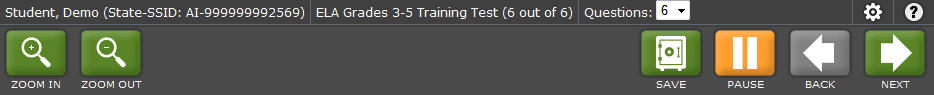 Student, Demo (State-SSID: AI-999999992569) ELA Grades 3-5 Training Test (6 out of 6) Questions: 6 ?
ZOOM IN ZOOM OUT SAVE PAUSE BACK NEXT